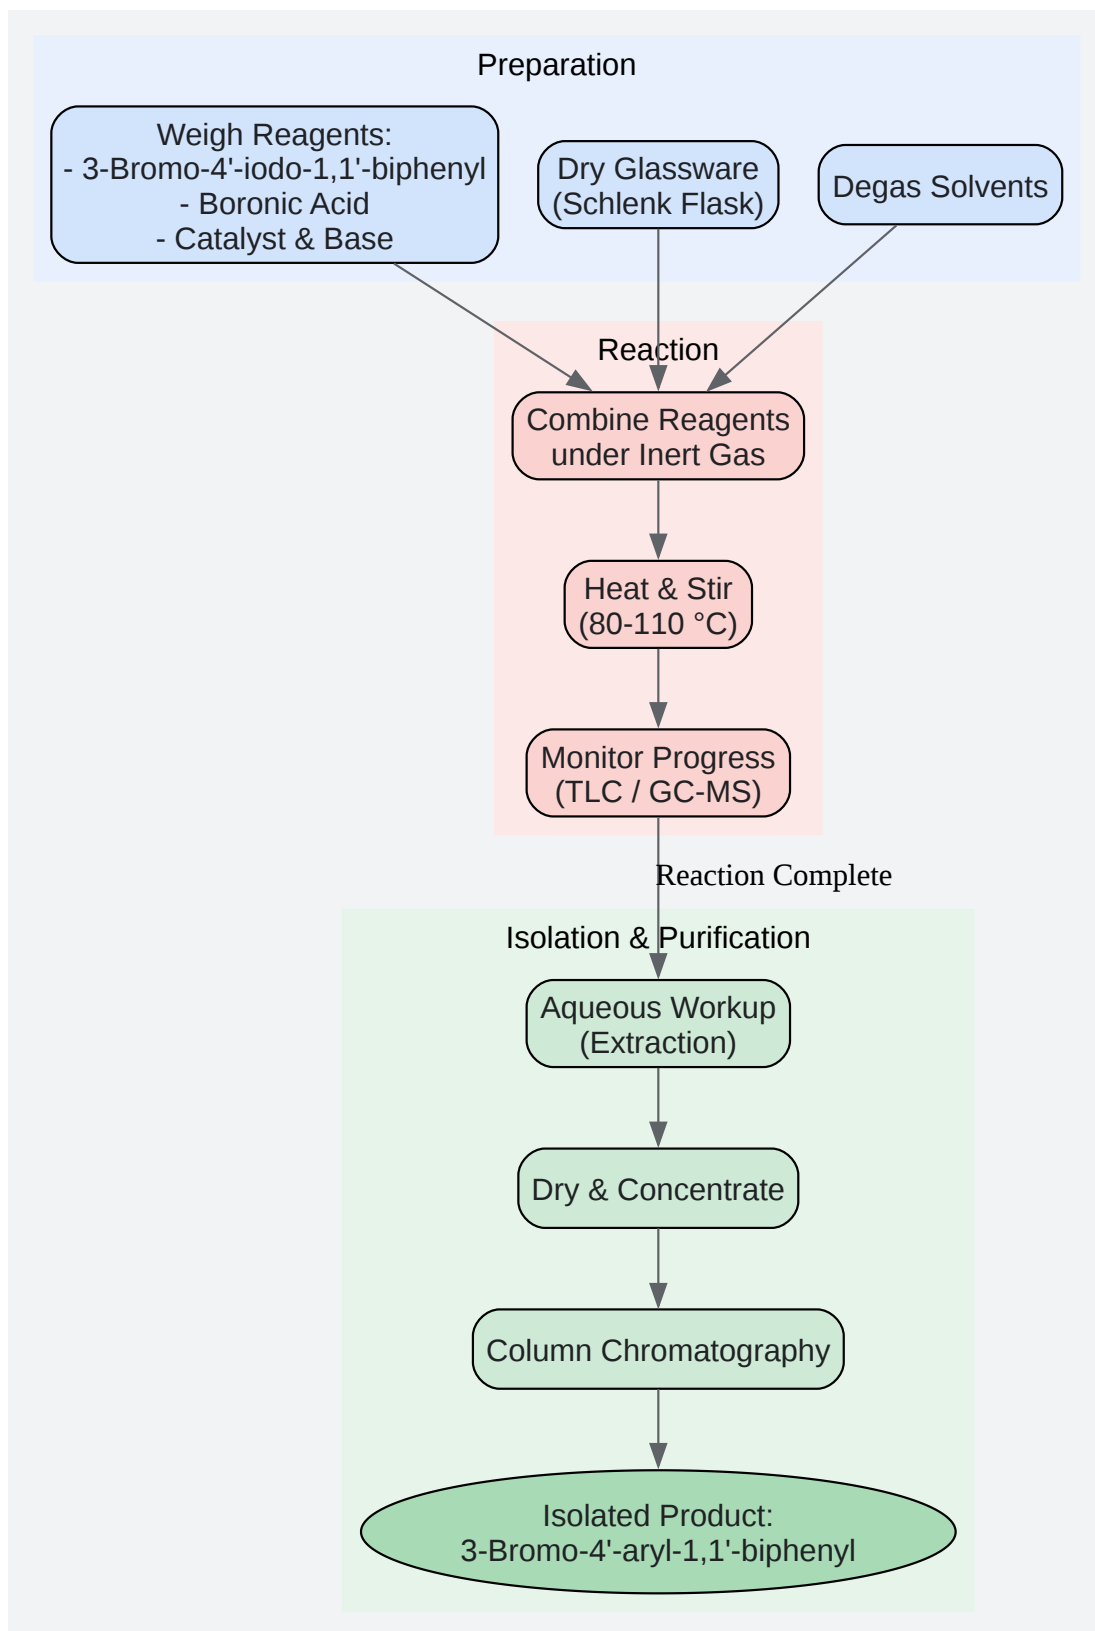 Preparation
Weigh Reagents:
- 3-Bromo-4'-iodo-1,1'-biphenyl
- Boronic Acid
- Catalyst & Base
Dry Glassware
(Schlenk Flask)
Degas Solvents
Reaction
Combine Reagents
under Inert Gas
Heat & Stir
(80-110 °C)
Monitor Progress
(TLC / GC-MS)
Reaction Complete
Isolation & Purification
Aqueous Workup
(Extraction)
Dry & Concentrate
Column Chromatography
Isolated Product:
3-Bromo-4'-aryl-1,1'-biphenyl